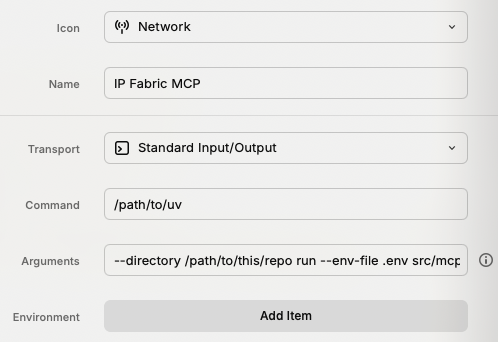 Icon
Network
Name
IP Fabric MCP
Transport
Standard Input/Output
Command
/path/to/uv
Arguments
--directory /path/to/this/repo run --env-file .env src/mcp
Environment
Add Item